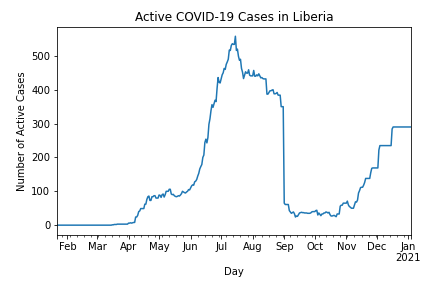 Active COVID-19 Cases in Liberia
Number of Active Cases
500
400
300
200
100
0
Feb Mar Apr May Jun Jul Aug Sep Oct Nov Dec Jan
2021
Day